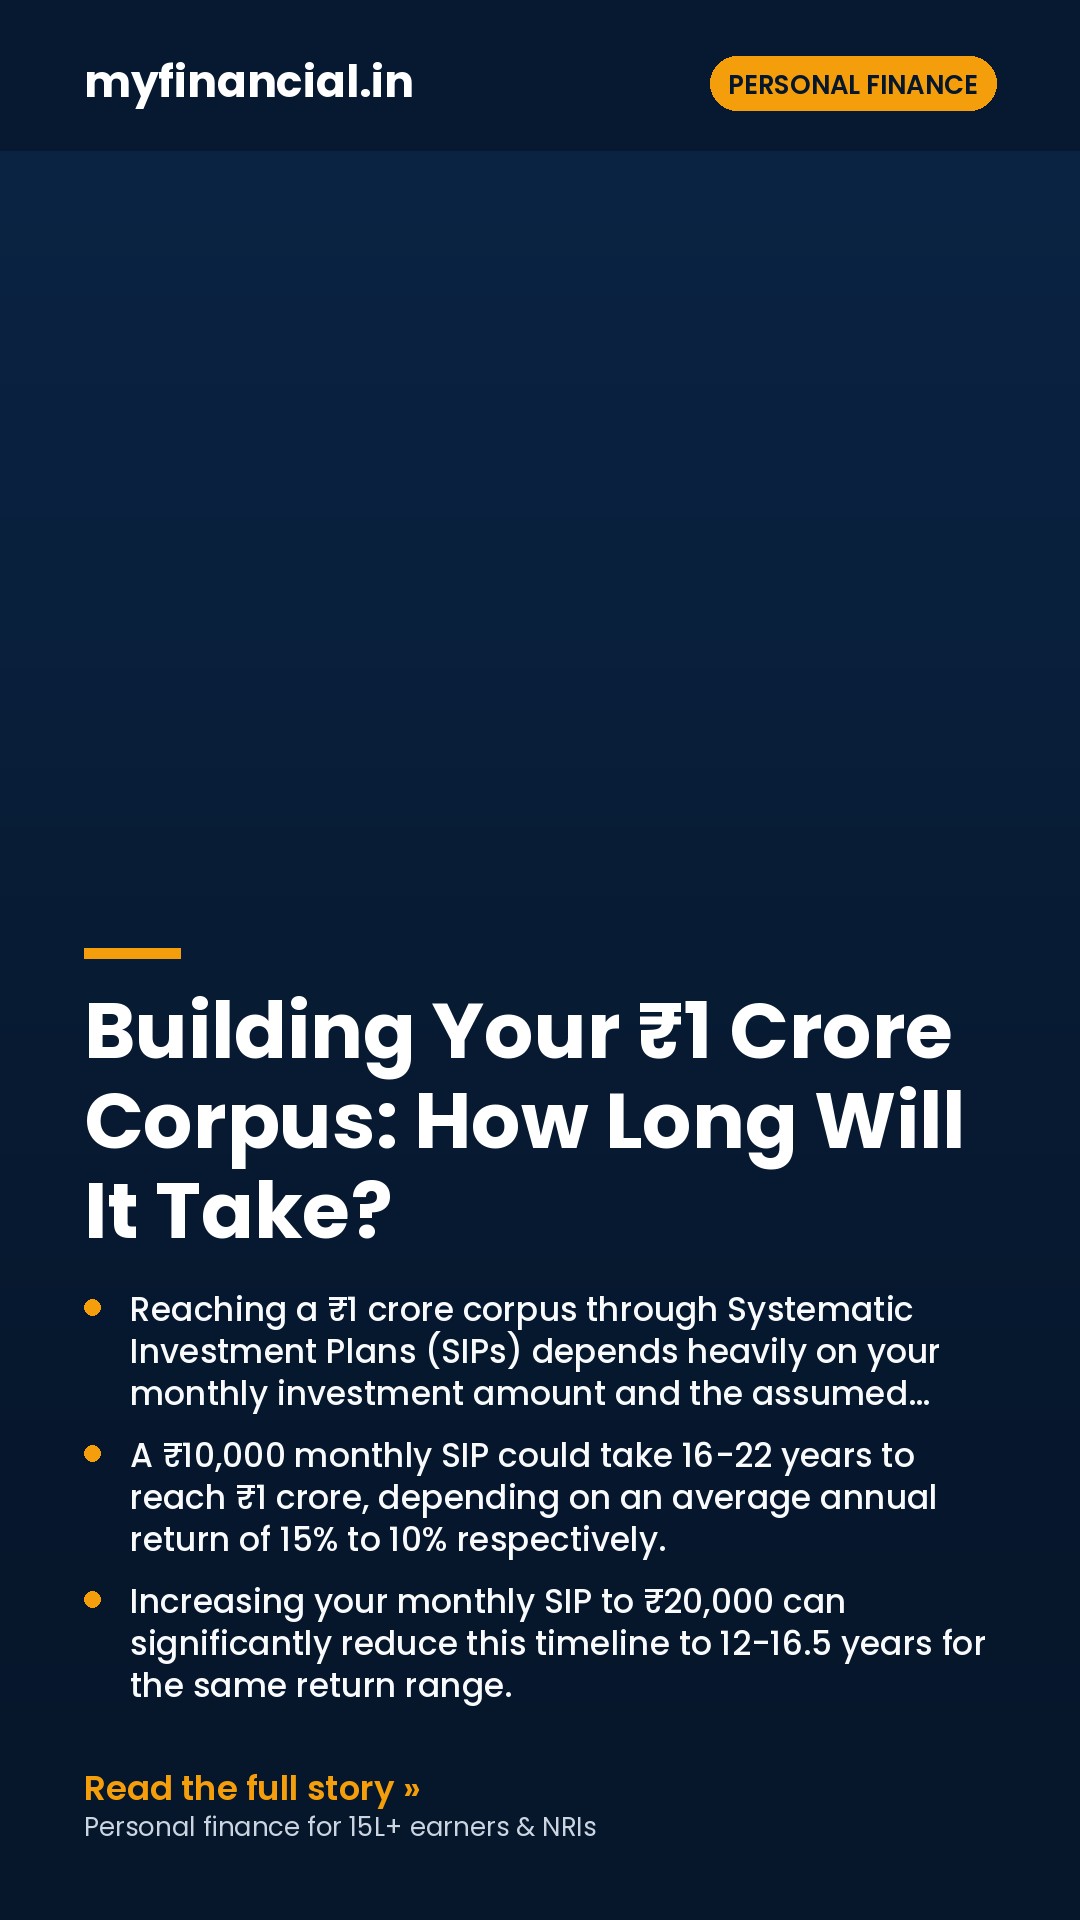 myfinancial.in
PERSONAL FINANCE
Building Your ₹1 Crore
Corpus: How Long Will
It Take?
Reaching a ₹1 crore corpus through Systematic
Investment Plans (SIPs) depends heavily on your
monthly investment amount and the assumed...
A ₹10,000 monthly SIP could take 16-22 years to
reach ₹1 crore, depending on an average annual
return of 15% to 10% respectively.
Increasing your monthly SIP to ₹20,000 can
significantly reduce this timeline to 12-16.5 years for
the same return range.
Read the full story »
Personal finance for 15L+ earners & NRIs